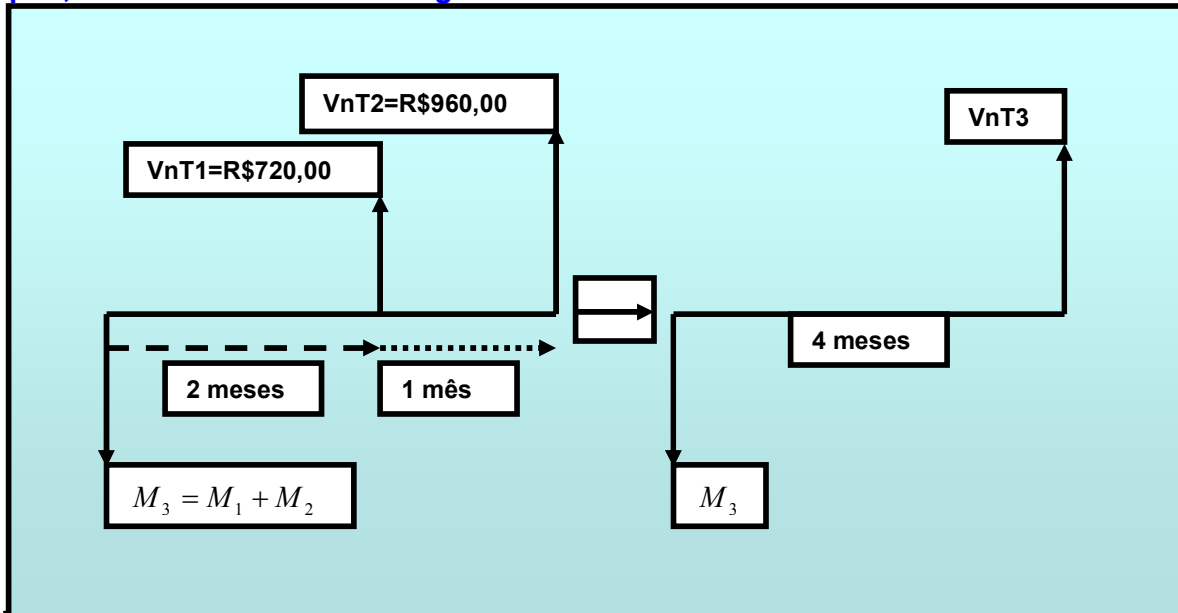 VnT2=R$960,00
VnT3
VnT1=R$720,00
4 meses
2 meses
1 mês
M₃ = M₁ + M₂
M₃